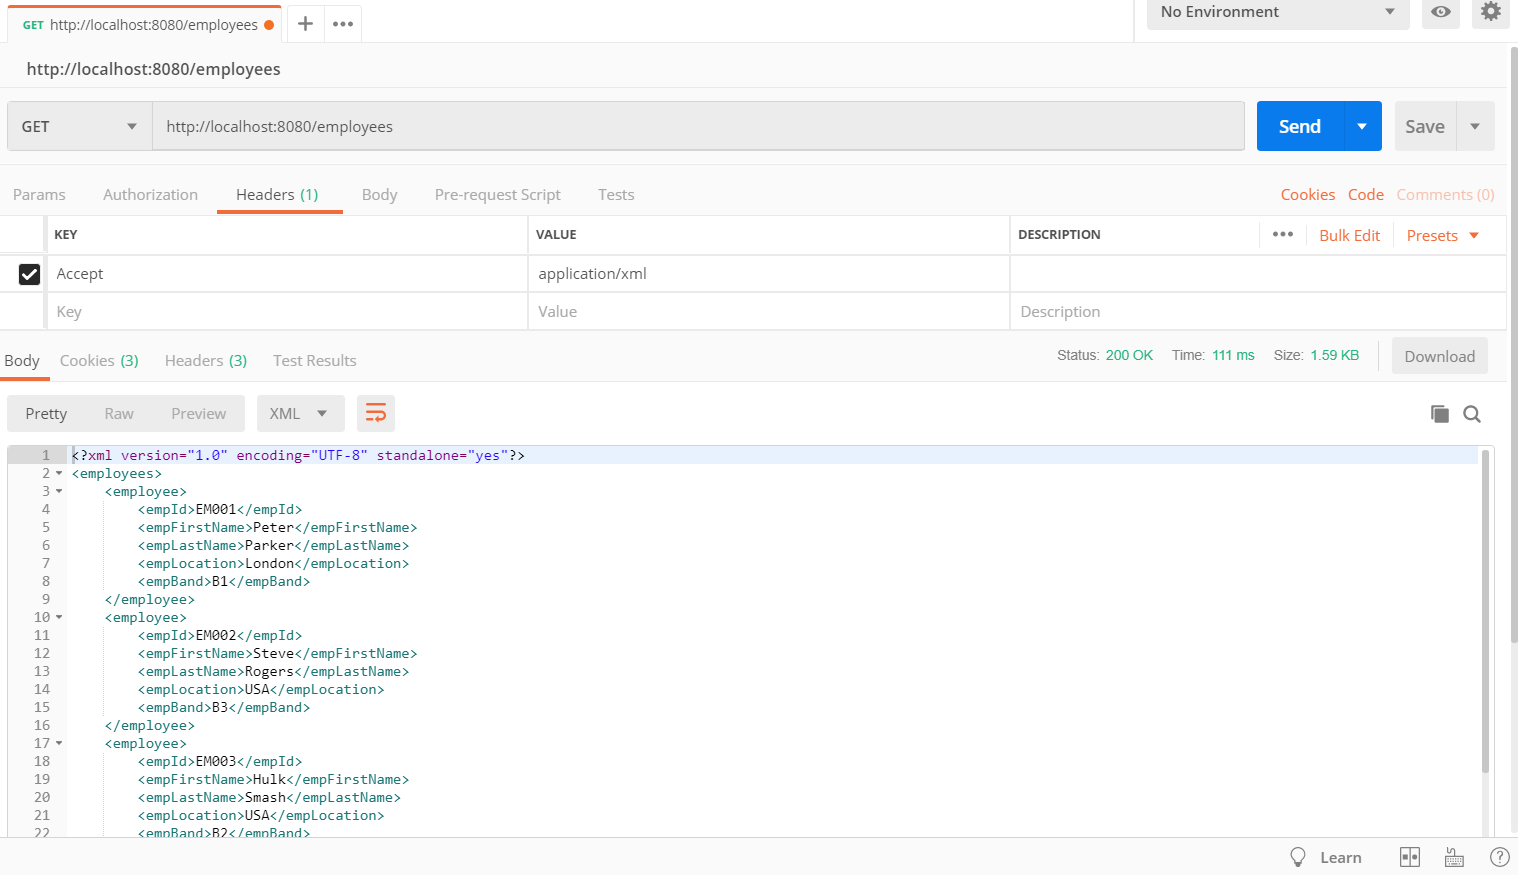 GET http://localhost:8080/employees
No Environment
http://localhost:8080/employees
GET http://localhost:8080/employees Send Save
Params Authorization Headers (1) Body Pre-request Script Tests Cookies Code Comments (0)
KEY VALUE DESCRIPTION Bulk Edit Presets
Accept application/xml
Key Value Description
Body Cookies (3) Headers (3) Test Results Status: 200 OK Time: 111 ms Size: 1.59 KB Download
Pretty Raw Preview XML
1 <?xml version="1.0" encoding="UTF-8" standalone="yes"?>
2 <employees>
3 <employee>
4 <empId>EM001</empId>
5 <empFirstName>Peter</empFirstName>
6 <empLastName>Parker</empLastName>
7 <empLocation>London</empLocation>
8 <empBand>B1</empBand>
9 </employee>
10 <employee>
11 <empId>EM002</empId>
12 <empFirstName>Steve</empFirstName>
13 <empLastName>Rogers</empLastName>
14 <empLocation>USA</empLocation>
15 <empBand>B3</empBand>
16 </employee>
17 <employee>
18 <empId>EM003</empId>
19 <empFirstName>Hulk</empFirstName>
20 <empLastName>Smash</empLastName>
21 <empLocation>USA</empLocation>
22 <empBand>B2</empBand>
Learn